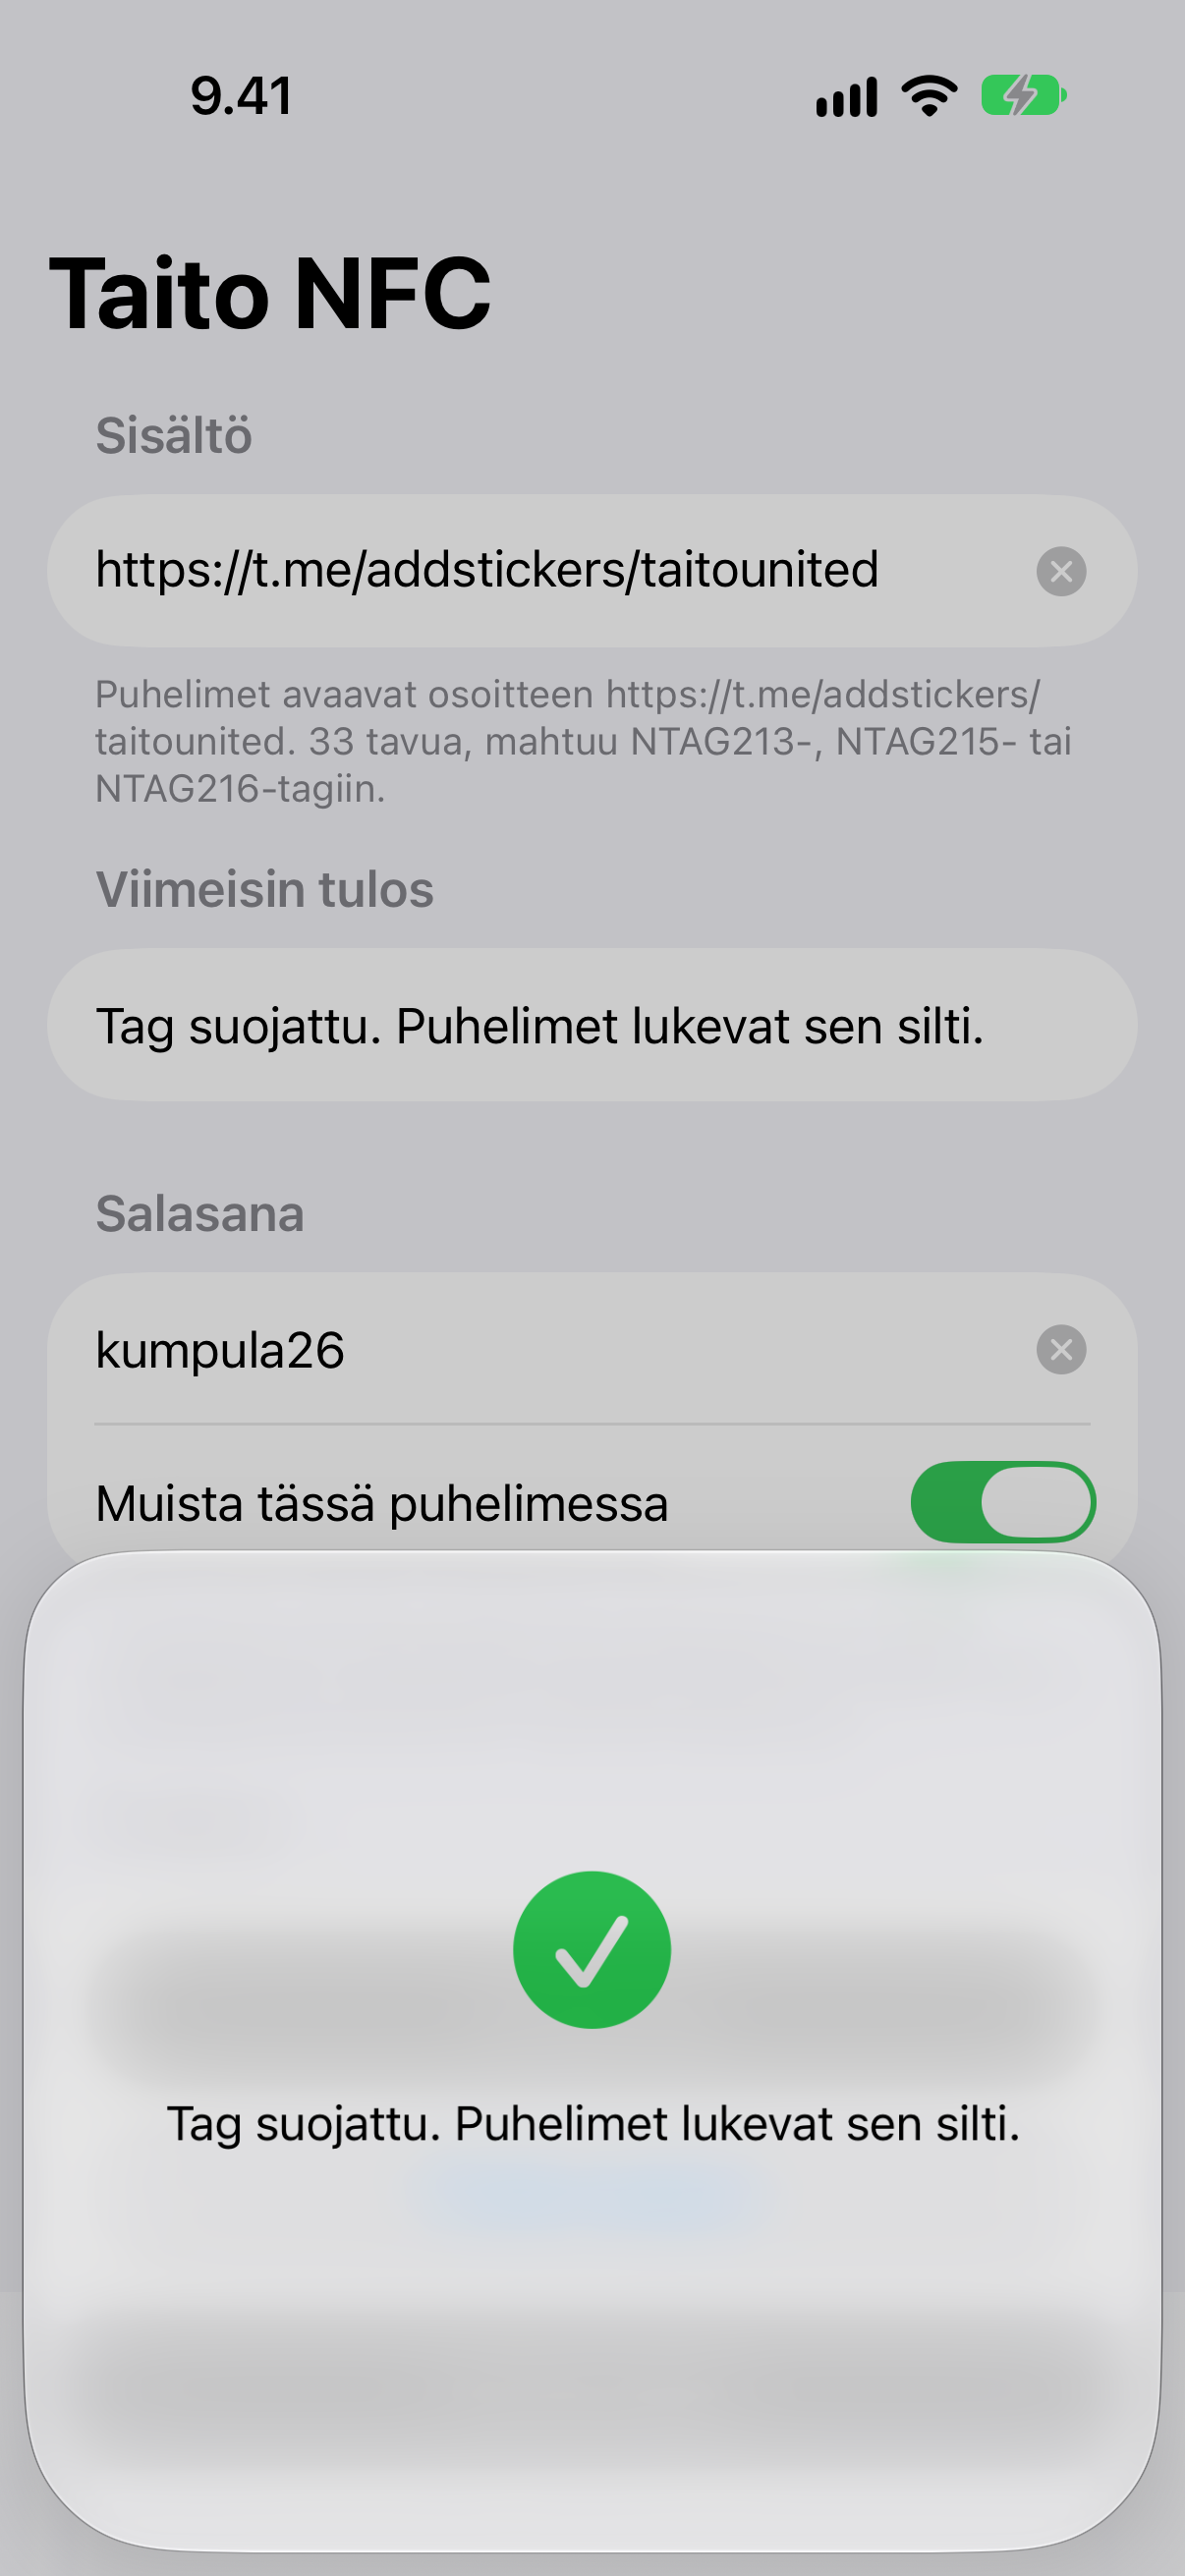 9.41
Taito NFC
Sisältö
https://t.me/addstickers/taitounited
Puhelimet avaavat osoitteen https://t.me/addstickers/
taitounited. 33 tavua, mahtuu NTAG213-, NTAG215- tai
NTAG216-tagiin.
Viimeisin tulos
Tag suojattu. Puhelimet lukevat sen silti.
Salasana
kumpula26
Muista tässä puhelimessa
Tag suojattu. Puhelimet lukevat sen silti.